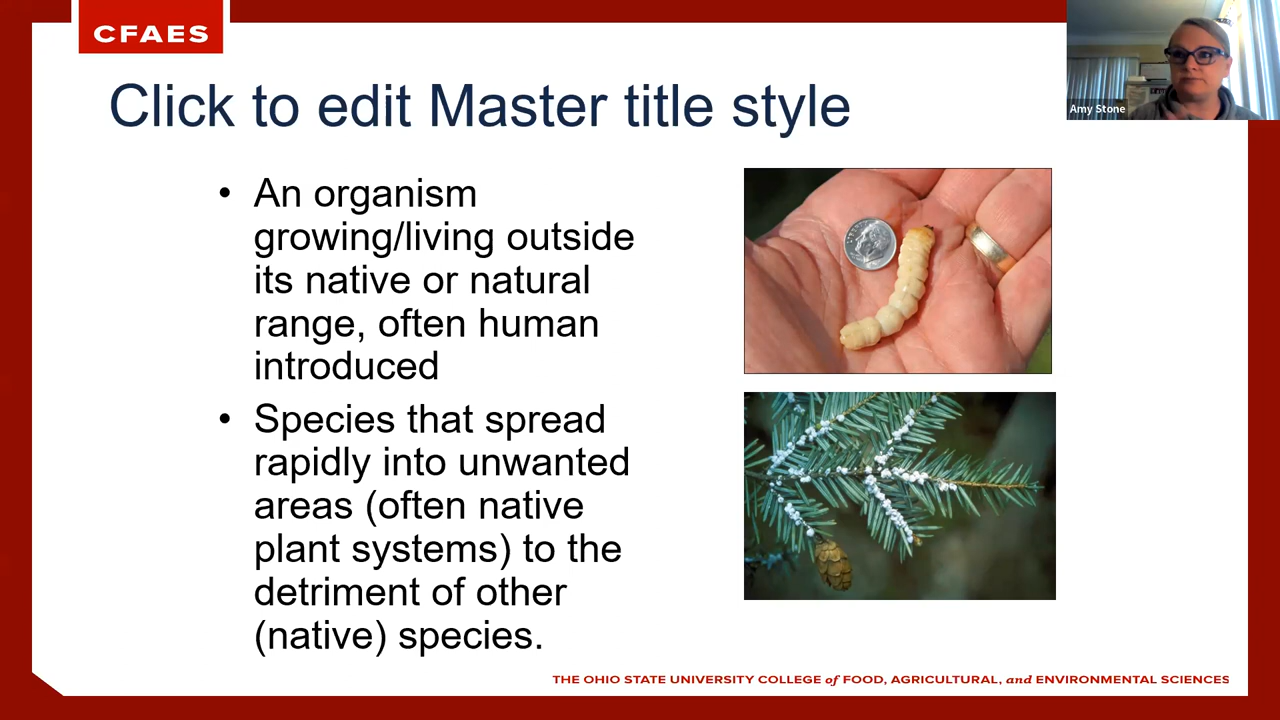 CFAES
Amy Stone
Click to edit Master title style
• An organism
growing/living outside
its native or natural
range, often human
introduced
• Species that spread
rapidly into unwanted
areas (often native
plant systems) to the
detriment of other
(native) species.
THE OHIO STATE UNIVERSITY COLLEGE of FOOD, AGRICULTURAL, and ENVIRONMENTAL SCIENCES